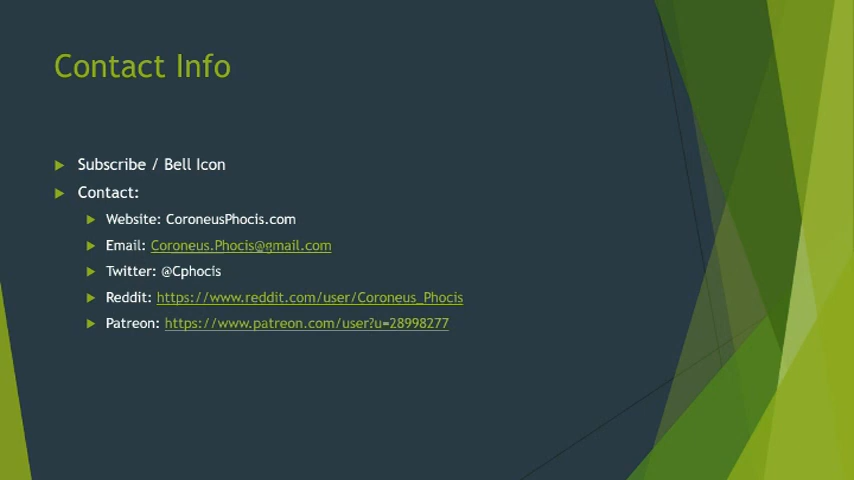 Contact Info
Subscribe / Bell Icon
Contact:
Website: CoroneusPhocis.com
Email: Coroneus.Phocis@gmail.com
Twitter: @Cphocis
Reddit: https://www.reddit.com/user/Coroneus_Phocis
Patreon: https://www.patreon.com/user?u=28998277